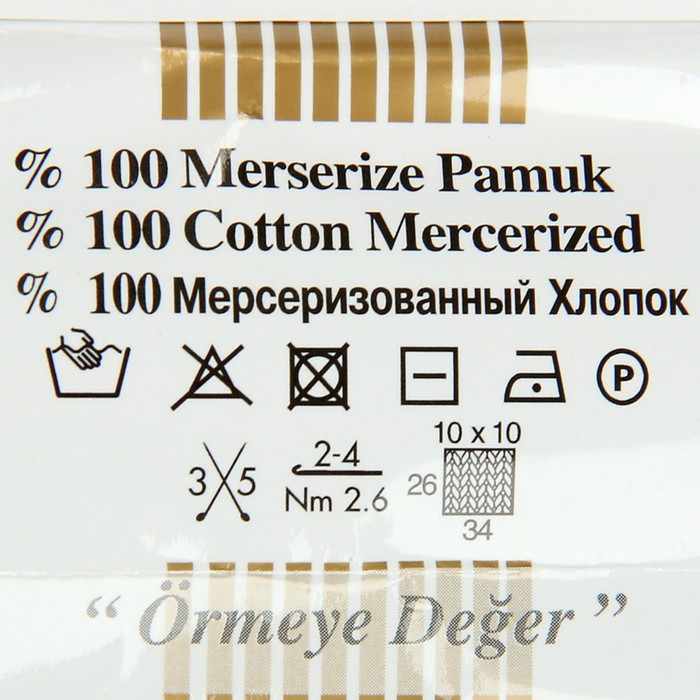 % 100 Merserize Pamuk
% 100 Cotton Mercerized
% 100 Мерсеризованный Хлопок
P
10 x 10
3 5 2-4 26
Nm 2.6
34
“ Örmeye Değer ”